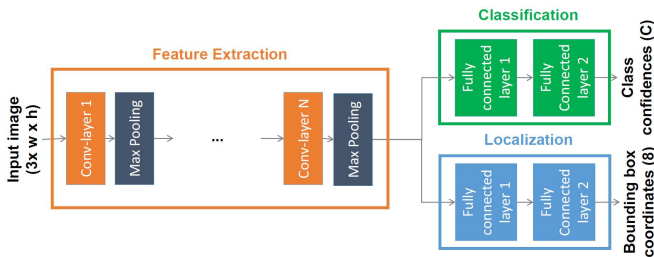 Classification
Feature Extraction
Input image
(3x w x h)
Conv-layer 1
Max Pooling
...
Conv-layer N
Max Pooling
Fully
connected
layer 1
Fully
Connected
layer 2
Class
confidences (C)
Localization
Fully
connected
layer 1
Fully
Connected
layer 2
Bounding box
coordinates (8)